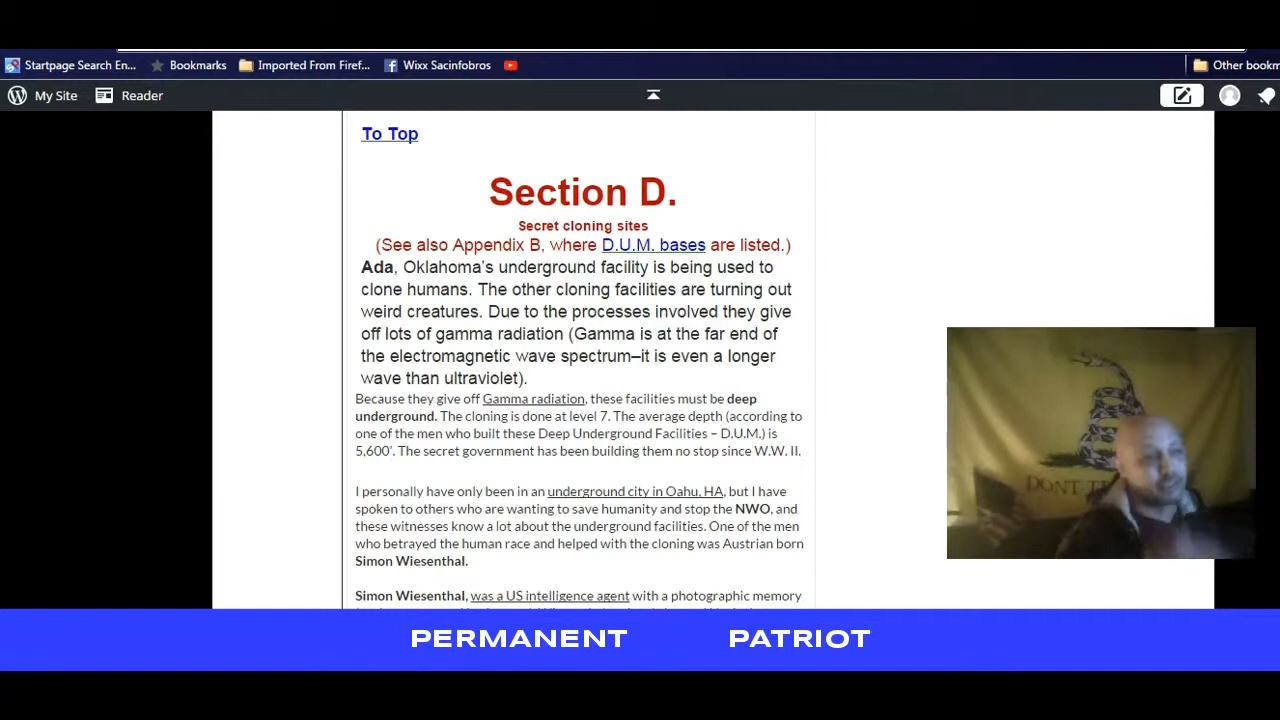 Startpage Search En...
Bookmarks
Imported From Firef...
Wixx Sacinfobros
Other bookm
My Site
Reader
To Top
Section D.
Secret cloning sites
(See also Appendix B, where D.U.M. bases are listed.)
Ada, Oklahoma's underground facility is being used to
clone humans. The other cloning facilities are turning out
weird creatures. Due to the processes involved they give
off lots of gamma radiation (Gamma is at the far end of
the electromagnetic wave spectrum–it is even a longer
wave than ultraviolet).
Because they give off Gamma radiation, these facilities must be deep
underground. The cloning is done at level 7. The average depth (according to
one of the men who built these Deep Underground Facilities – D.U.M.) is
5,600'. The secret government has been building them no stop since W.W. II.
I personally have only been in an underground city in Oahu, HA, but I have
spoken to others who are wanting to save humanity and stop the NWO, and
these witnesses know a lot about the underground facilities. One of the men
who betrayed the human race and helped with the cloning was Austrian born
Simon Wiesenthal.
Simon Wiesenthal, was a US intelligence agent with a photographic memory
DONT
PERMANENT PATRIOT